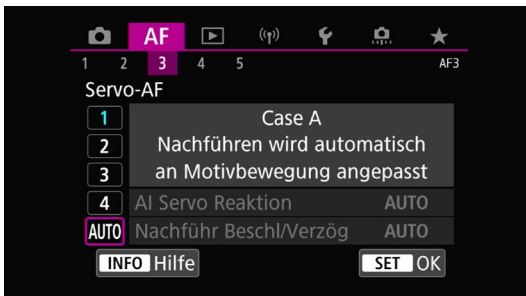 AF
1 2 3 4 5 AF3
Servo-AF
1 Case A
2 Nachführen wird automatisch
3 an Motivbewegung angepasst
4 AI Servo Reaktion AUTO
AUTO Nachführ Beschl/Verzög AUTO
INFO Hilfe SET OK